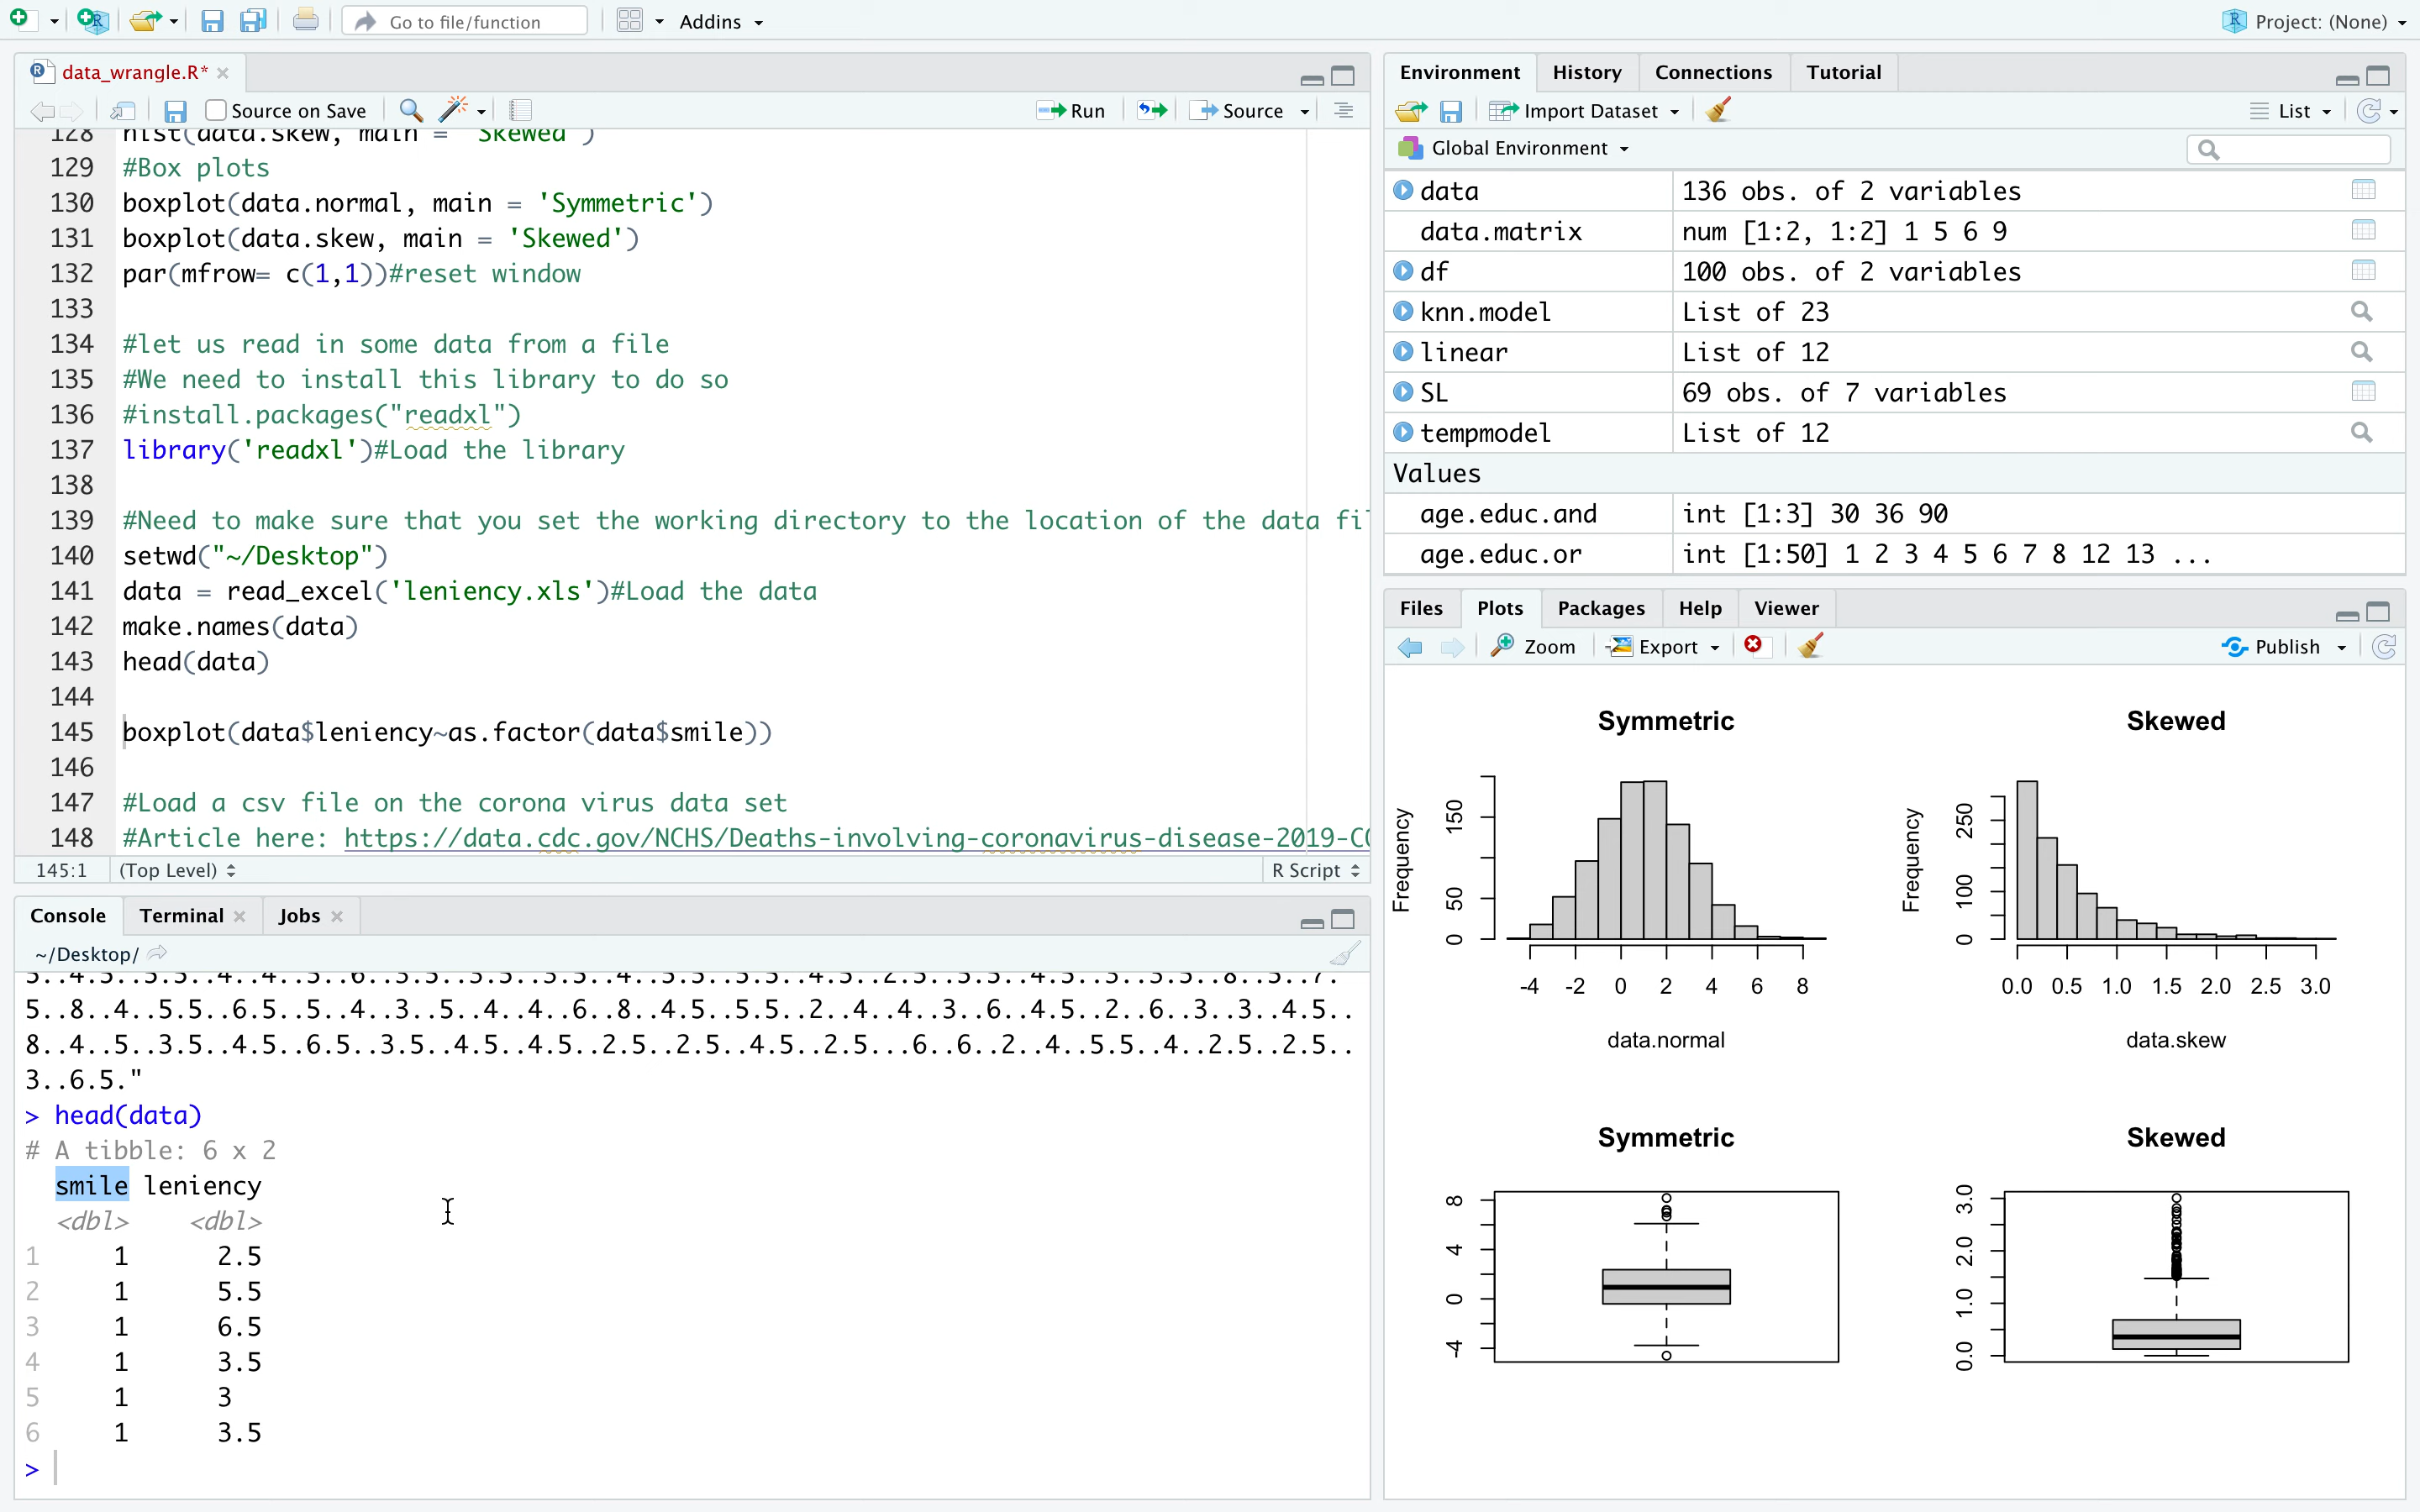 Go to file/function
Addins
Project: (None)
data_wrangle.R*
Source on Save
Run
Source
128 hist(data.skew, main = 'Skewed')
129 #Box plots
130 boxplot(data.normal, main = 'Symmetric')
131 boxplot(data.skew, main = 'Skewed')
132 par(mfrow= c(1,1))#reset window
133
134 #let us read in some data from a file
135 #We need to install this library to do so
136 #install.packages("readxl")
137 library('readxl')#Load the library
138
139 #Need to make sure that you set the working directory to the location of the data fi
140 setwd("~/Desktop")
141 data = read_excel('leniency.xls')#Load the data
142 make.names(data)
143 head(data)
144
145 boxplot(data$leniency~as.factor(data$smile))
146
147 #Load a csv file on the corona virus data set
148 #Article here: https://data.cdc.gov/NCHS/Deaths-involving-coronavirus-disease-2019-CO
145:1 (Top Level) R Script
Console Terminal Jobs
~/Desktop/
5..8..4..5.5..6.5..5..4..3..5..4..4..6..8..4.5..5.5..2..4..4..3..6..4.5..2..6..3..3..4.5..
8..4..5..3.5..4.5..6.5..3.5..4.5..4.5..2.5..2.5..4.5..2.5...6..6..2..4..5.5..4..2.5..2.5..
3..6.5."
> head(data)
# A tibble: 6 x 2
smile leniency
<dbl> <dbl>
1 1 2.5
2 1 5.5
3 1 6.5
4 1 3.5
5 1 3
6 1 3.5
>
Environment History Connections Tutorial
Import Dataset List
Global Environment
data 136 obs. of 2 variables
data.matrix num [1:2, 1:2] 1 5 6 9
df 100 obs. of 2 variables
knn.model List of 23
linear List of 12
SL 69 obs. of 7 variables
tempmodel List of 12
Values
age.educ.and int [1:3] 30 36 90
age.educ.or int [1:50] 1 2 3 4 5 6 7 8 12 13 ...
Files Plots Packages Help Viewer
Zoom Export Publish
Symmetric
Frequency
0 50 150
-4 -2 0 2 4 6 8
data.normal
Skewed
Frequency
0 100 250
0.0 0.5 1.0 1.5 2.0 2.5 3.0
data.skew
Symmetric
-4 0 4 8
Skewed
0.0 1.0 2.0 3.0